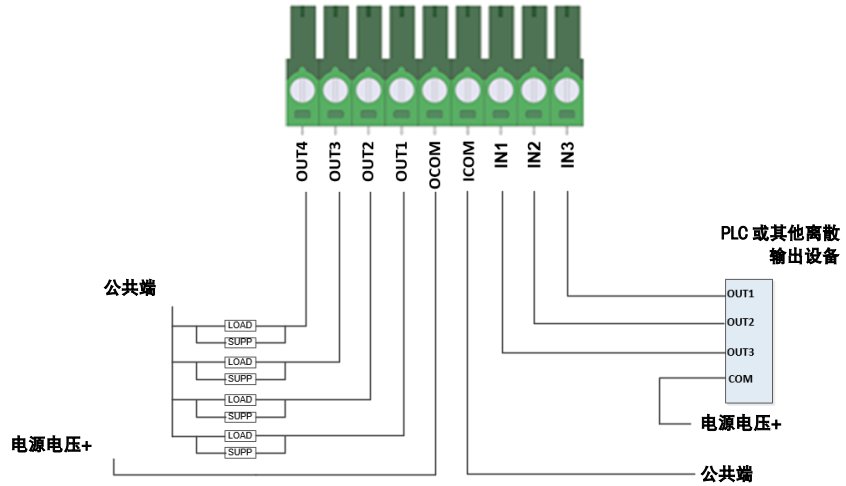 OUT4
OUT3
OUT2
OUT1
OCOM
ICOM
IN1
IN2
IN3
PLC 或其他离散
输出设备
公共端
OUT1
OUT2
OUT3
COM
LOAD
SUPP
LOAD
SUPP
LOAD
SUPP
LOAD
SUPP
电源电压+
电源电压+
公共端